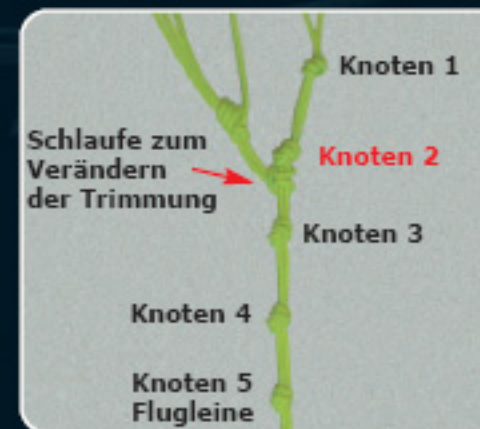 Knoten 1
Schlaufe zum
Verändern
der Trimmung
Knoten 2
Knoten 3
Knoten 4
Knoten 5
Flugleine